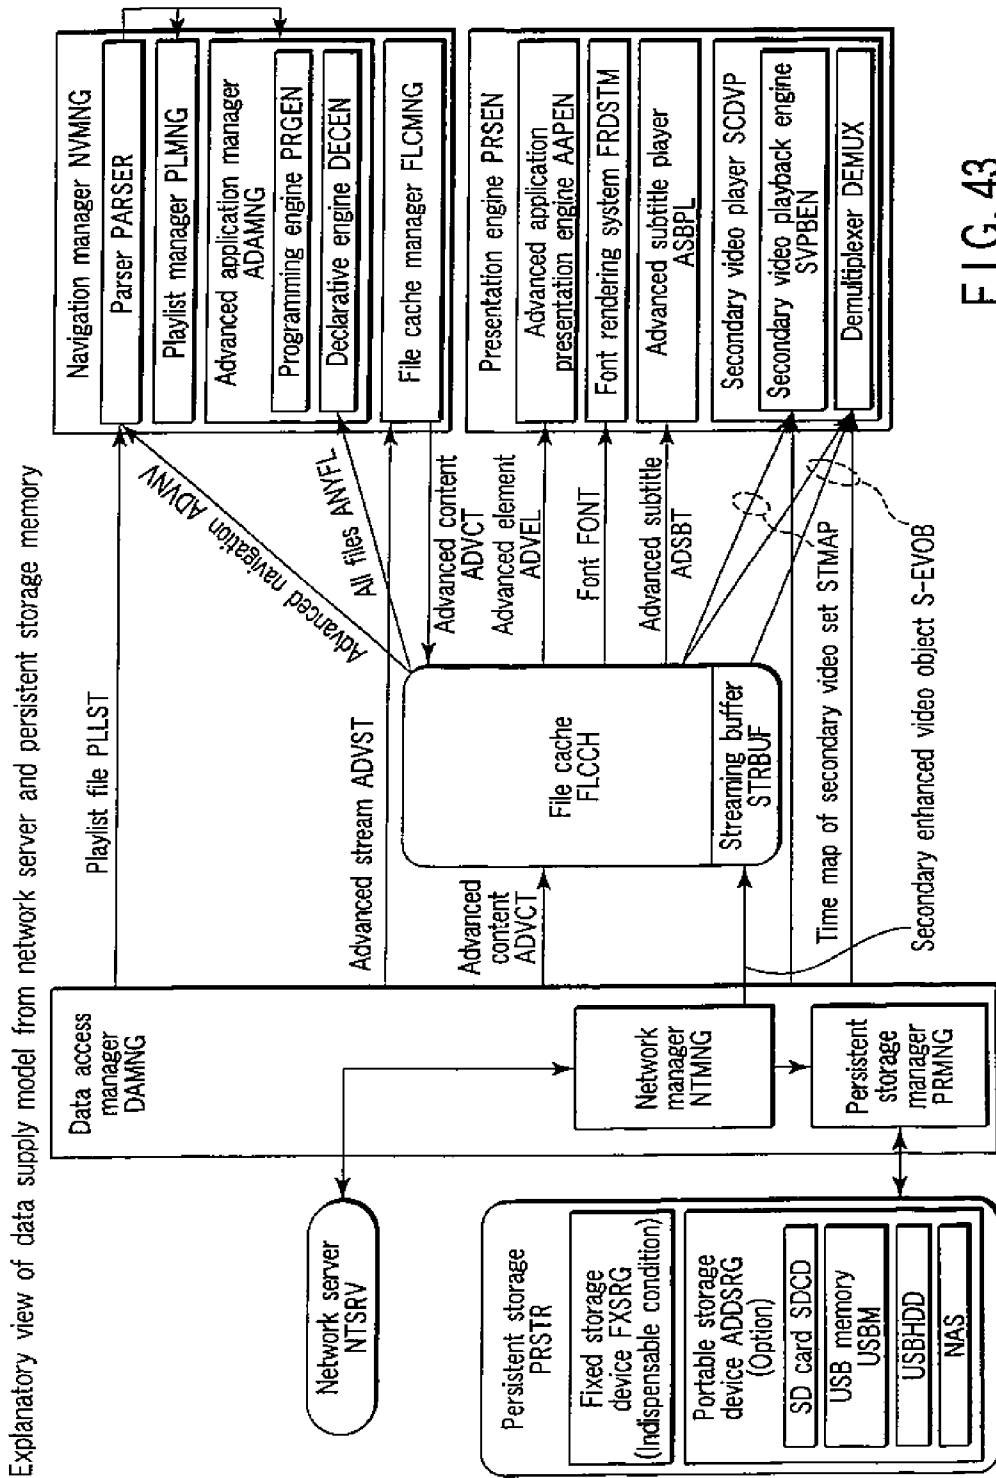 Explanatory view of data supply model from network server and persistent storage memory
Network server
NTSRV
Persistent storage
PRSTR
Fixed storage
device FXSRG
(Indispensable condition)
Portable storage
device ADDSRG
(Option)
SD card SDCD
USB memory
USBM
USBHDD
NAS
Data access
manager
DAMNG
Network
manager
NTMNG
Persistent
storage
manager
PRMNG
Playlist file PLLST
Advanced stream ADVST
Advanced
content
ADVCT
File cache
FLCCH
Streaming buffer
STRBUF
Advanced navigation ADVNV
All files ANYFL
Advanced content
ADVCT
Advanced element
ADVEL
Font FONT
Advanced subtitle
ADSBT
Time map of secondary video set STMAP
Secondary enhanced video object S-EVOB
Navigation manager NVMNG
Parser PARSER
Playlist manager PLMNG
Advanced application manager
ADAMNG
Programming engine PRGEN
Declarative engine DECEN
File cache manager FLCMNG
Presentation engine PRSEN
Advanced application
presentation engine AAPEN
Font rendering system FRDSTM
Advanced subtitle player
ASBPL
Secondary video player SCDVP
Secondary video playback engine
SVPBEN
Demultiplexer DEMUX
FIG. 43